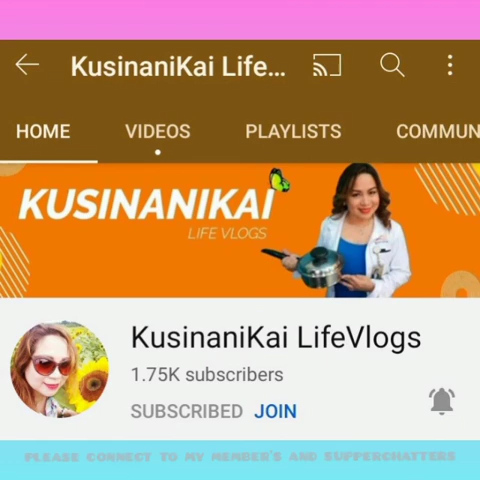 KusinaniKai Life...
HOME VIDEOS PLAYLISTS COMMUN
KUSINANIKAI
LIFE VLOGS
KusinaniKai LifeVlogs
1.75K subscribers
SUBSCRIBED JOIN
PLEASE CONNECT TO MY MEMBER'S AND SUPPERCHATTERS